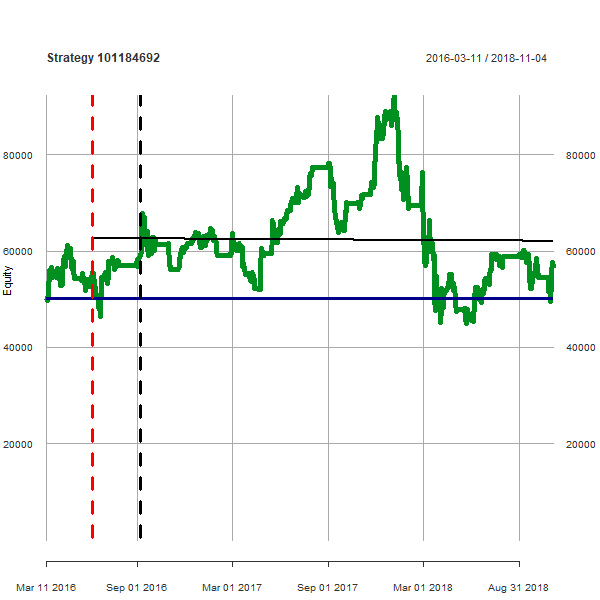 Strategy 101184692
2016-03-11 / 2018-11-04
80000
80000
60000
60000
Equity
40000
40000
20000
20000
Mar 11 2016
Sep 01 2016
Mar 01 2017
Sep 01 2017
Mar 01 2018
Aug 31 2018